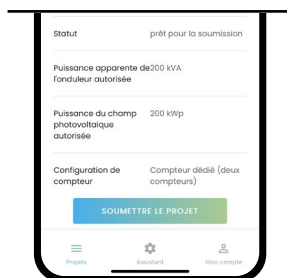 Statut prêt pour la soumission
Puissance apparente de 200 kVA
l'onduleur autorisée
Puissance du champ 200 kWp
photovoltaïque
autorisée
Configuration de Compteur dédié (deux
compteur compteurs)
SOUMETTRE LE PROJET
Projets Assistant Mon compte